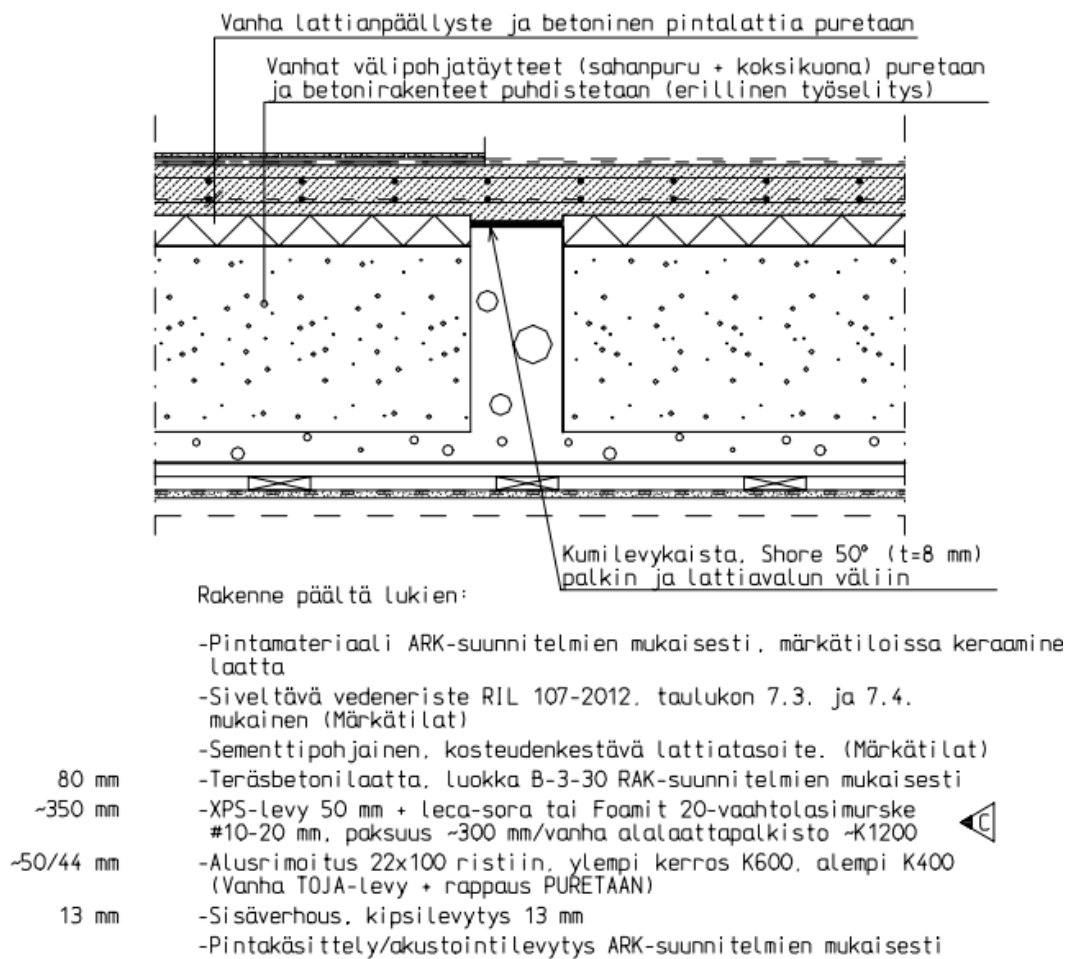 Vanha lattianpäällyste ja betoninen pintalattia puretaan
Vanhat välipohjatäytteet (sahanpuru + koksikuona) puretaan
ja betonirakenteet puhdistetaan (erillinen työselitys)
Kumilevykaista, Shore 50° (t=8 mm)
palkin ja lattiavalun väliin
Rakenne päältä lukien:
-Pintamateriaali ARK-suunnitelmien mukaisesti, märkätiloissa keraamine
laatta
-Siveltävä vedeneriste RIL 107-2012, taulukon 7.3. ja 7.4.
mukainen (Märkätilat)
-Sementtipohjainen, kosteudenkestävä lattiatasoite. (Märkätilat)
80 mm -Teräsbetonilaatta, luokka B-3-30 RAK-suunnitelmien mukaisesti
~350 mm -XPS-levy 50 mm + leca-sora tai Foamit 20-vaahtolasimurske
#10-20 mm, paksuus ~300 mm/vanha alalaattapalkisto ~K1200 C
~50/44 mm -Alusrimoitus 22x100 ristiin, ylempi kerros K600, alempi K400
(Vanha TOJA-levy + rappaus PURETAAN)
13 mm -Sisäverhous, kipsilevytys 13 mm
-Pintakäsittely/akustointilevytys ARK-suunnitelmien mukaisesti